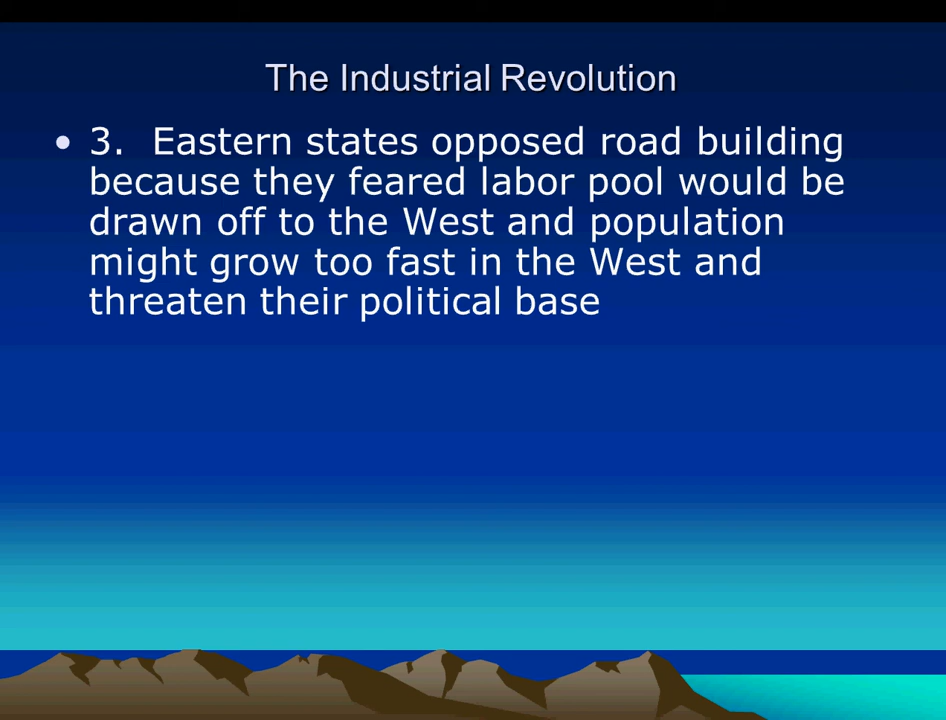 The Industrial Revolution
• 3. Eastern states opposed road building
because they feared labor pool would be
drawn off to the West and population
might grow too fast in the West and
threaten their political base